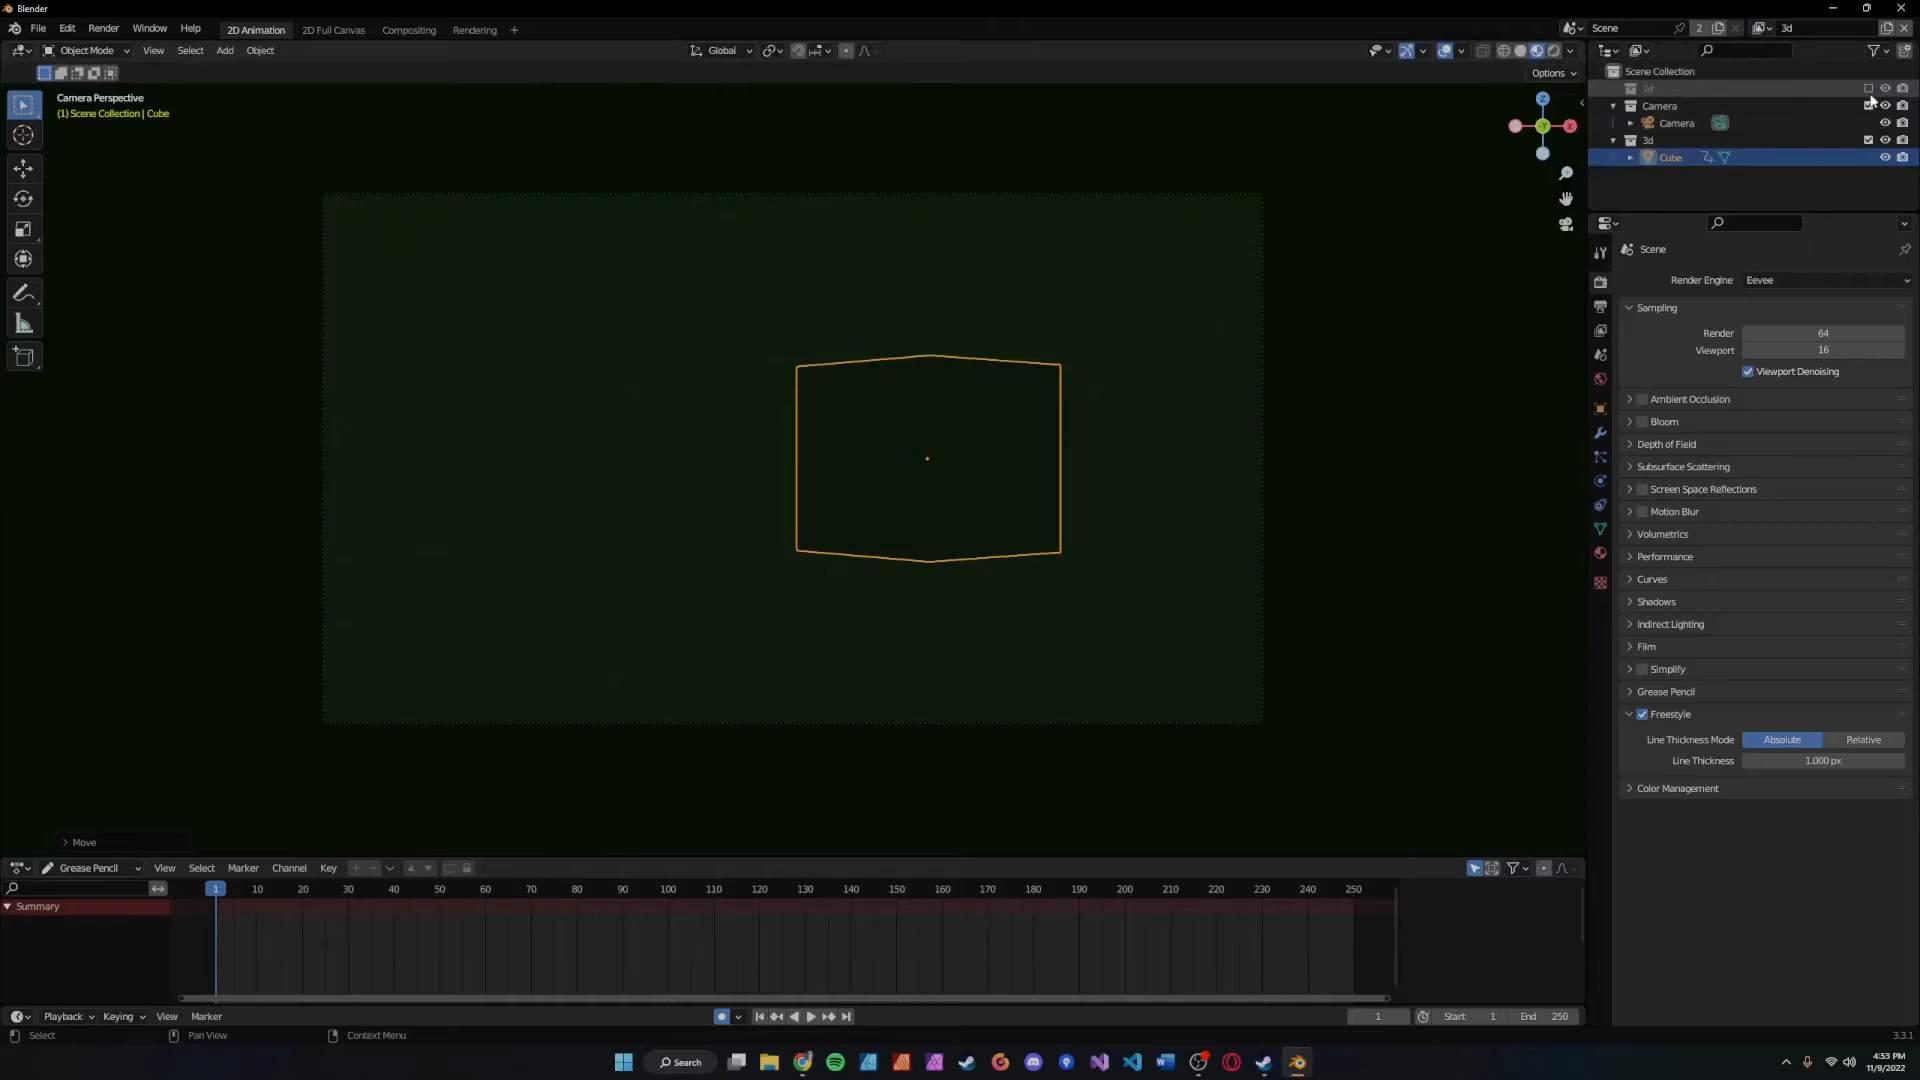 Blender
File Edit Render Window Help 2D Animation 2D Full Canvas Compositing Rendering + Scene 2 3d
Object Mode View Select Add Object Global
Options
Camera Perspective
(1) Scene Collection | Cube
Z
-Y
X
Scene Collection
2d
Camera
Camera
3d
Cube
Scene
Render Engine Eevee
Sampling
Render 64
Viewport 16
Viewport Denoising
Ambient Occlusion
Bloom
Depth of Field
Subsurface Scattering
Screen Space Reflections
Motion Blur
Volumetrics
Performance
Curves
Shadows
Indirect Lighting
Film
Simplify
Grease Pencil
Freestyle
Line Thickness Mode Absolute Relative
Line Thickness 1.000 px
Color Management
Move
Grease Pencil View Select Marker Channel Key
1 10 20 30 40 50 60 70 80 90 100 110 120 130 140 150 160 170 180 190 200 210 220 230 240 250
Summary
Playback Keying View Marker 1 Start 1 End 250
Select Pan View Context Menu 3.3.1
Search 4:53 PM
11/9/2022